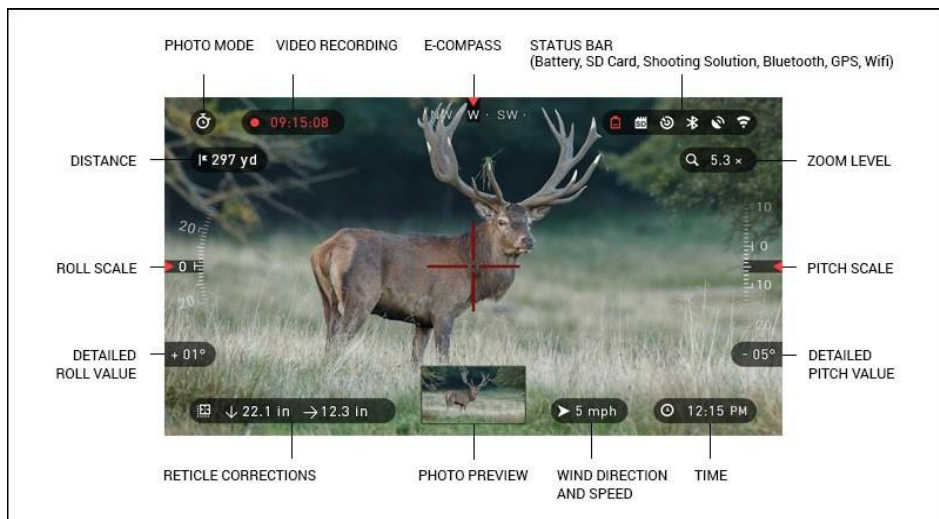 PHOTO MODE
VIDEO RECORDING
E-COMPASS
STATUS BAR
(Battery, SD Card, Shooting Solution, Bluetooth, GPS, Wifi)
09:15:08
NW · W · SW ·
SD
DISTANCE
297 yd
5.3 ×
ZOOM LEVEL
20
10
ROLL SCALE
0
0
PITCH SCALE
10
20
20
DETAILED
ROLL VALUE
+ 01°
- 05°
DETAILED
PITCH VALUE
↓ 22.1 in → 12.3 in
5 mph
12:15 PM
RETICLE CORRECTIONS
PHOTO PREVIEW
WIND DIRECTION
AND SPEED
TIME